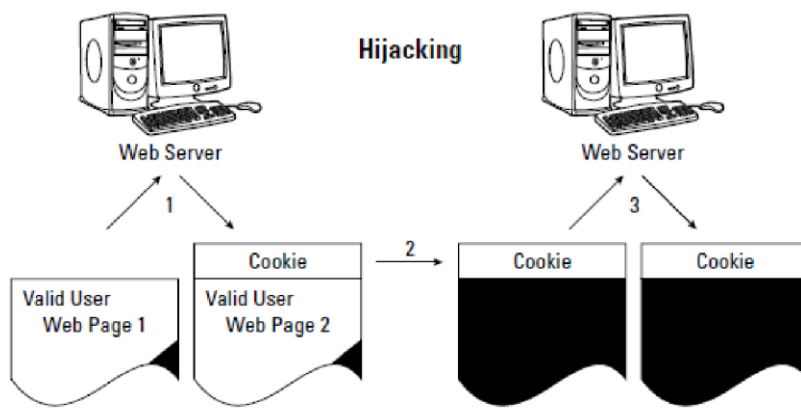 Hijacking
Web Server
Web Server
1
3
Cookie
2
Cookie
Cookie
Valid User
Web Page 1
Valid User
Web Page 2